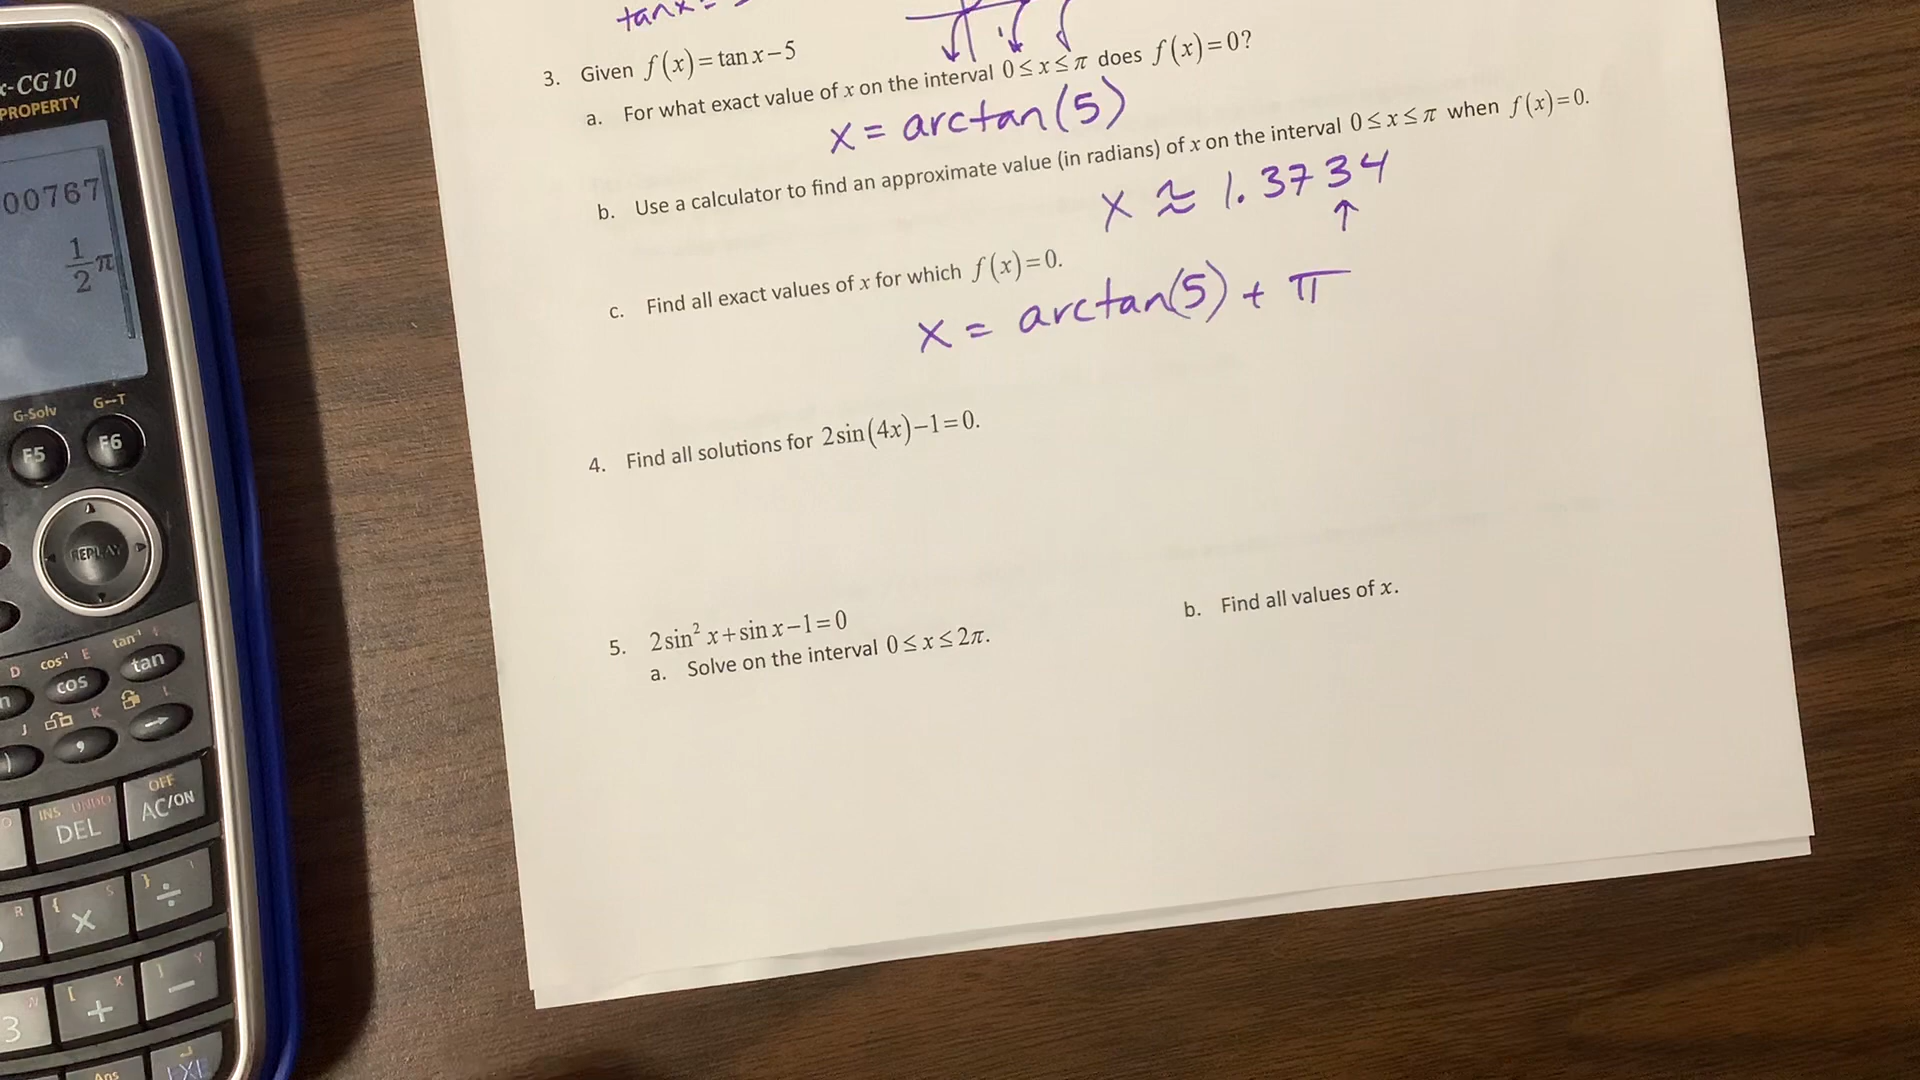 tan x =
3. Given f(x)=tan x−5
a. For what exact value of x on the interval 0≤x≤π does f(x)=0?
x = arctan(5)
b. Use a calculator to find an approximate value (in radians) of x on the interval 0≤x≤π when f(x)=0.
x ≈ 1.3734
↑
c. Find all exact values of x for which f(x)=0.
x = arctan(5) + π
4. Find all solutions for 2sin(4x)−1=0.
5. 2sin² x+sin x−1=0
a. Solve on the interval 0≤x≤2π.
b. Find all values of x.
-CG10
PROPERTY
00767
1/2 π
G-Solv G↔T
F5 F6
REPLAY
D cos⁻¹ E tan⁻¹ F
cos tan
J K L
) , →
INS UNDO OFF
DEL AC/ON
R { S } 
× ÷
N [ X ] Y
3 + −
Ans EXE